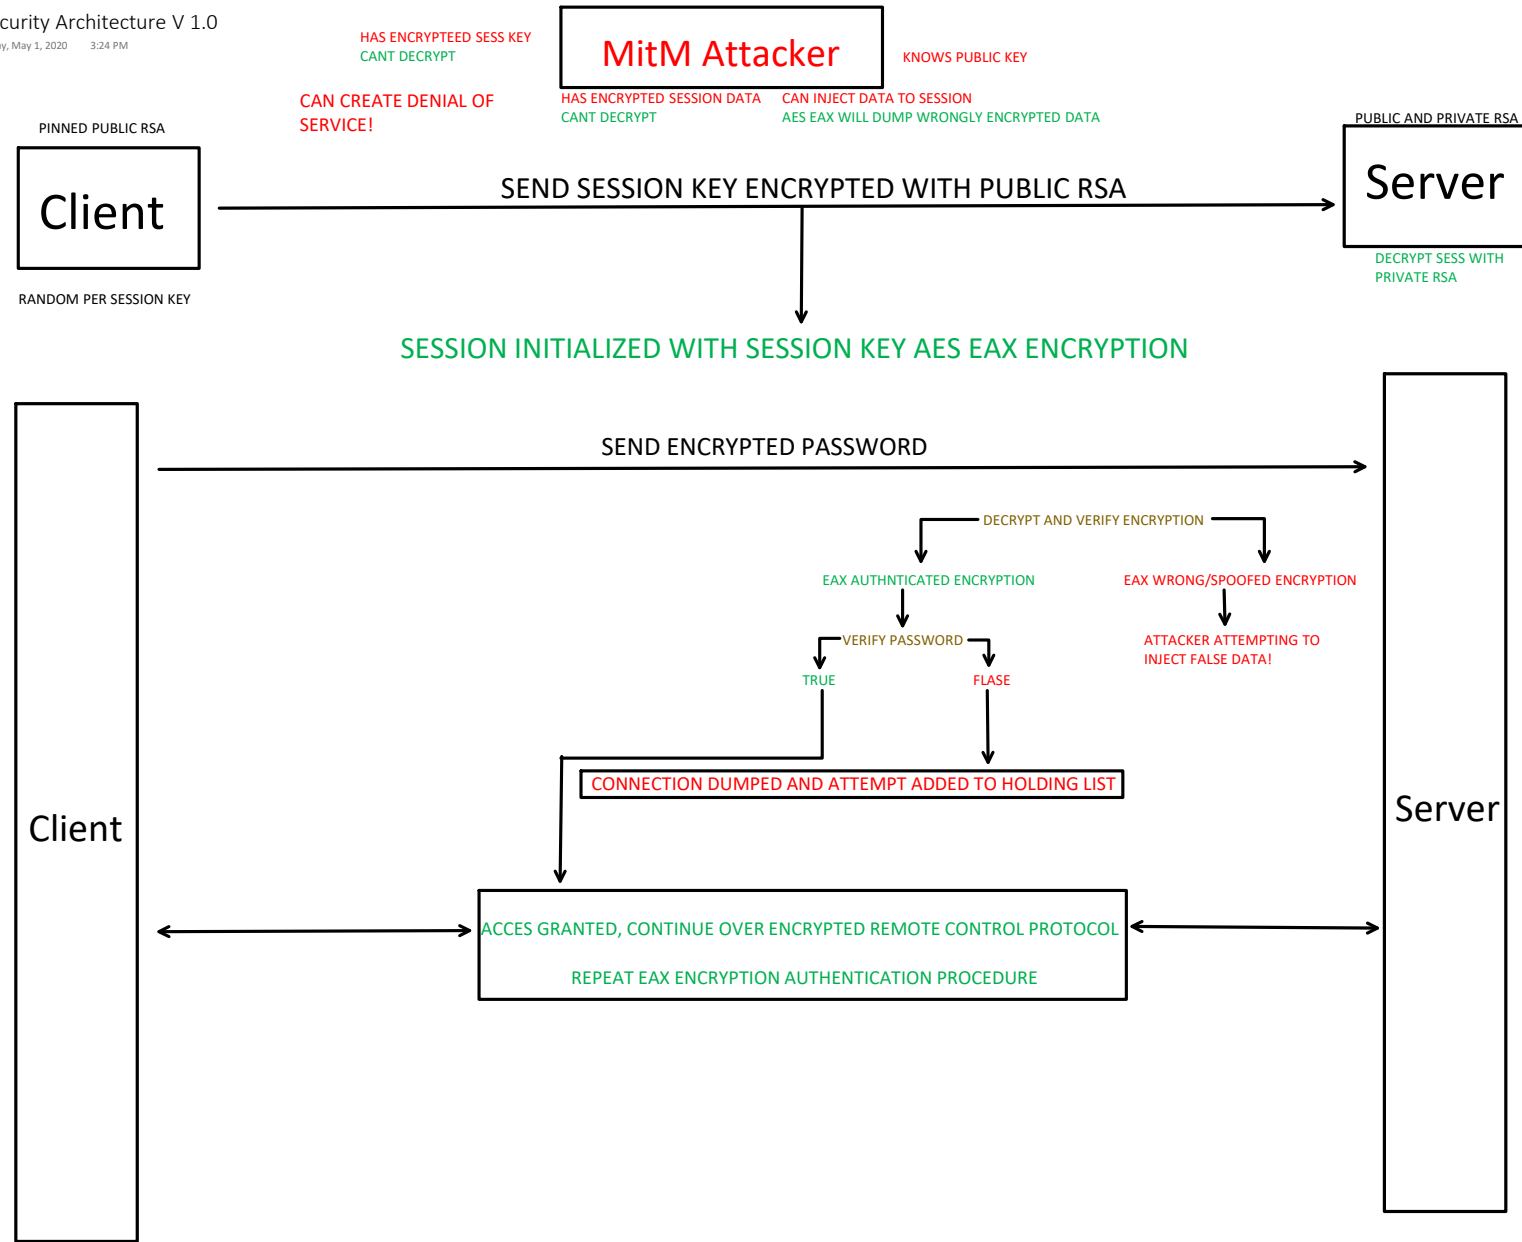 curity Architecture V 1.0
y, May 1, 2020 3:24 PM
HAS ENCRYPTEED SESS KEY
CANT DECRYPT
MitM Attacker
KNOWS PUBLIC KEY
CAN CREATE DENIAL OF
SERVICE!
HAS ENCRYPTED SESSION DATA
CANT DECRYPT
CAN INJECT DATA TO SESSION
AES EAX WILL DUMP WRONGLY ENCRYPTED DATA
PINNED PUBLIC RSA
PUBLIC AND PRIVATE RSA
Client
SEND SESSION KEY ENCRYPTED WITH PUBLIC RSA
Server
DECRYPT SESS WITH
PRIVATE RSA
RANDOM PER SESSION KEY
SESSION INITIALIZED WITH SESSION KEY AES EAX ENCRYPTION
SEND ENCRYPTED PASSWORD
DECRYPT AND VERIFY ENCRYPTION
EAX AUTHNTICATED ENCRYPTION
EAX WRONG/SPOOFED ENCRYPTION
VERIFY PASSWORD
ATTACKER ATTEMPTING TO
INJECT FALSE DATA!
TRUE
FLASE
CONNECTION DUMPED AND ATTEMPT ADDED TO HOLDING LIST
Client
Server
ACCES GRANTED, CONTINUE OVER ENCRYPTED REMOTE CONTROL PROTOCOL
REPEAT EAX ENCRYPTION AUTHENTICATION PROCEDURE